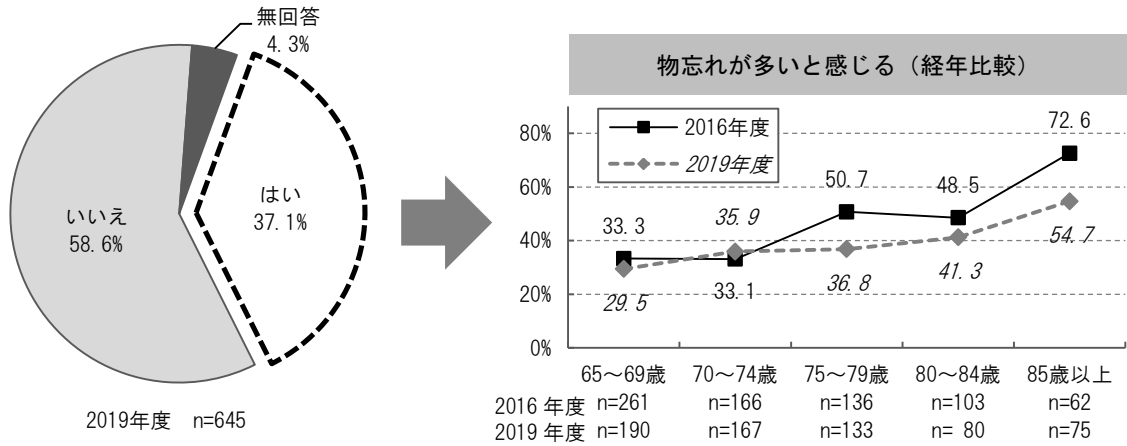 無回答
4.3%
はい
37.1%
いいえ
58.6%
2019年度 n=645
物忘れが多いと感じる（経年比較）
2016年度
2019年度
80%
60%
40%
20%
0%
33.3
33.1
50.7
48.5
72.6
29.5
35.9
36.8
41.3
54.7
65～69歳 70～74歳 75～79歳 80～84歳 85歳以上
2016 年度 n=261 n=166 n=136 n=103 n=62
2019 年度 n=190 n=167 n=133 n= 80 n=75